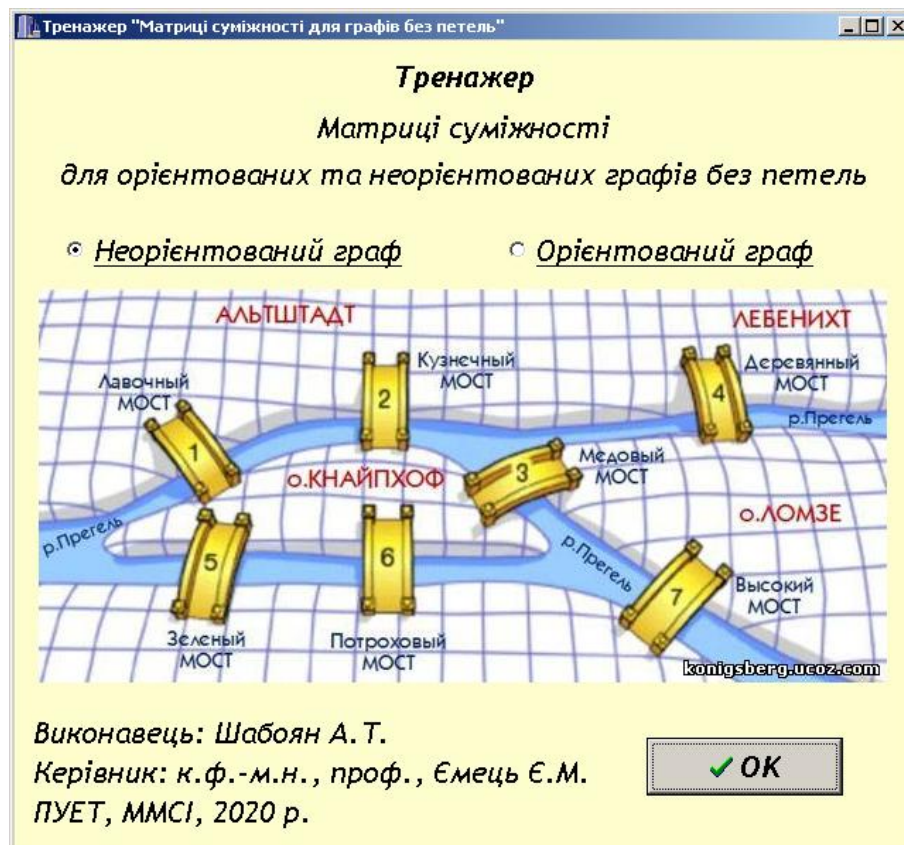 Тренажер "Матриці суміжності для графів без петель"
Тренажер
Матриці суміжності
для орієнтованих та неорієнтованих графів без петель
Неорієнтований граф
Орієнтований граф
АЛЬТШТАДТ
ЛЕБЕНИХТ
Кузнечный
МОСТ
Деревянный
МОСТ
Лавочный
МОСТ
2
4
р.Прегель
1
Медовый
МОСТ
3
о.КНАЙПХОФ
о.ЛОМЗЕ
р.Прегель
5
6
р.Прегель
7
Высокий
МОСТ
Зеленый
МОСТ
Потроховый
МОСТ
konigsberg.ucoz.com
Виконавець: Шабоян А.Т.
Керівник: к.ф.-м.н., проф., Ємець Є.М.
ПУЕТ, ММСІ, 2020 р.
OK